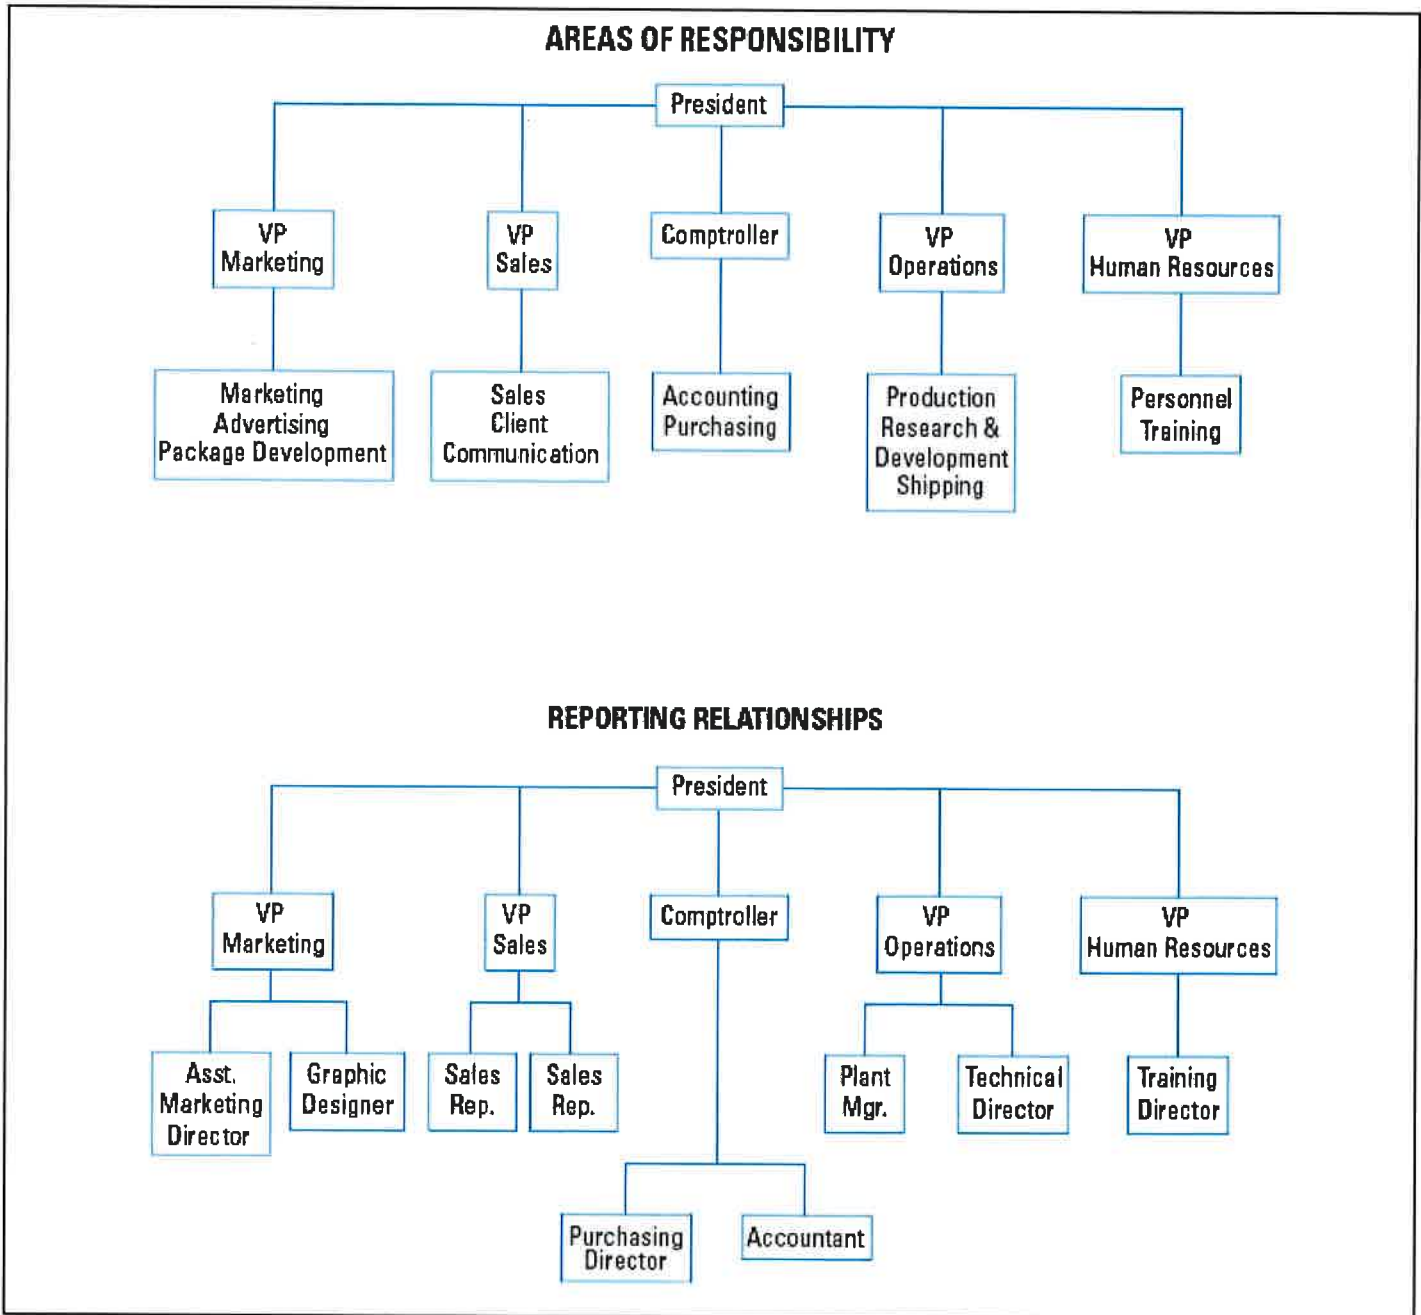 AREAS OF RESPONSIBILITY
President
VP
Marketing
VP
Sales
Comptroller
VP
Operations
VP
Human Resources
Marketing
Advertising
Package Development
Sales
Client
Communication
Accounting
Purchasing
Production
Research &
Development
Shipping
Personnel
Training
REPORTING RELATIONSHIPS
President
VP
Marketing
VP
Sales
Comptroller
VP
Operations
VP
Human Resources
Asst.
Marketing
Director
Graphic
Designer
Sales
Rep.
Sales
Rep.
Plant
Mgr.
Technical
Director
Training
Director
Purchasing
Director
Accountant